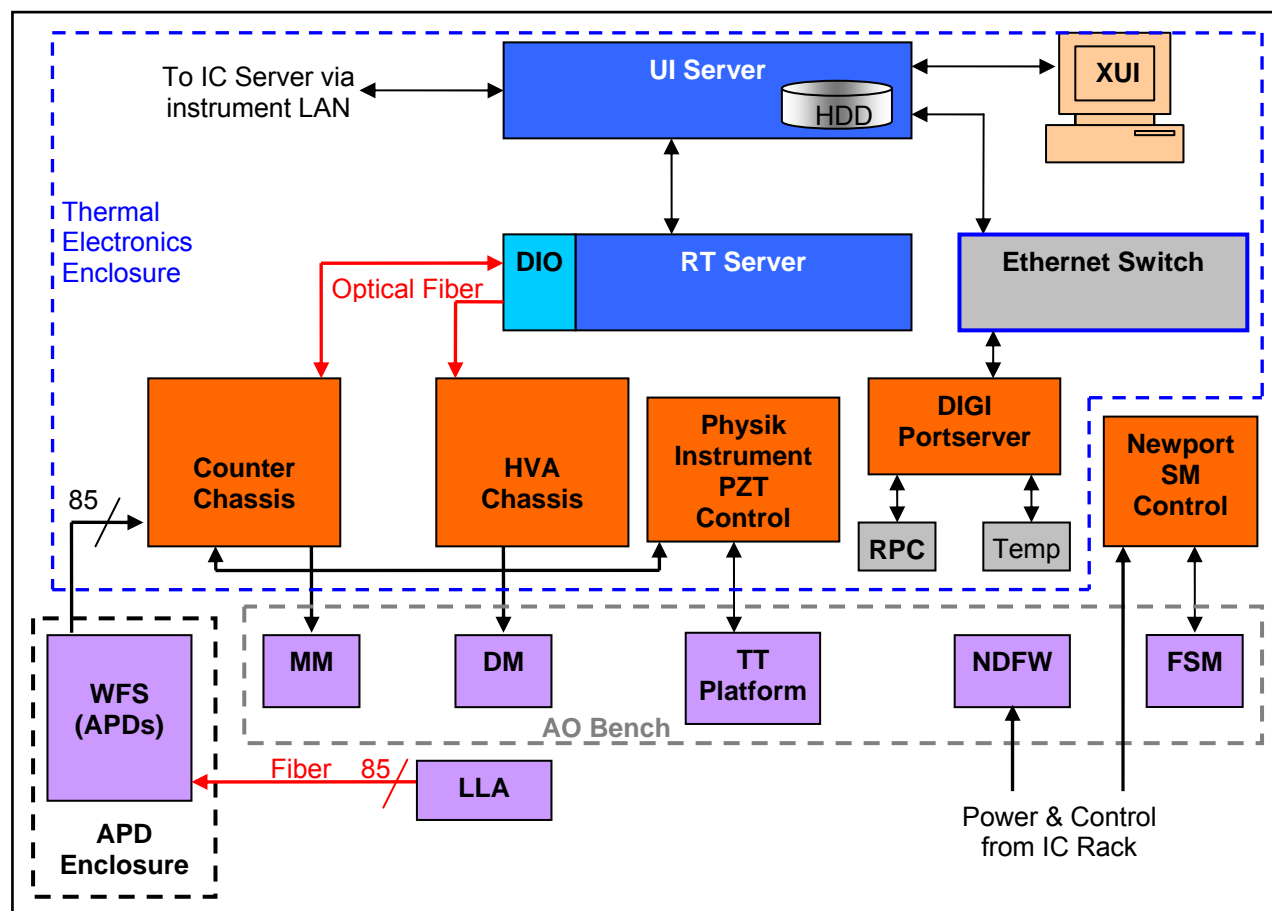 To IC Server via
instrument LAN
UI Server
HDD
XUI
Thermal
Electronics
Enclosure
DIO
RT Server
Ethernet Switch
Optical Fiber
Counter
Chassis
HVA
Chassis
Physik
Instrument
PZT
Control
DIGI
Portserver
Newport
SM
Control
85
RPC
Temp
WFS
(APDs)
MM
DM
TT
Platform
NDFW
FSM
AO Bench
Fiber 85
LLA
APD
Enclosure
Power & Control
from IC Rack